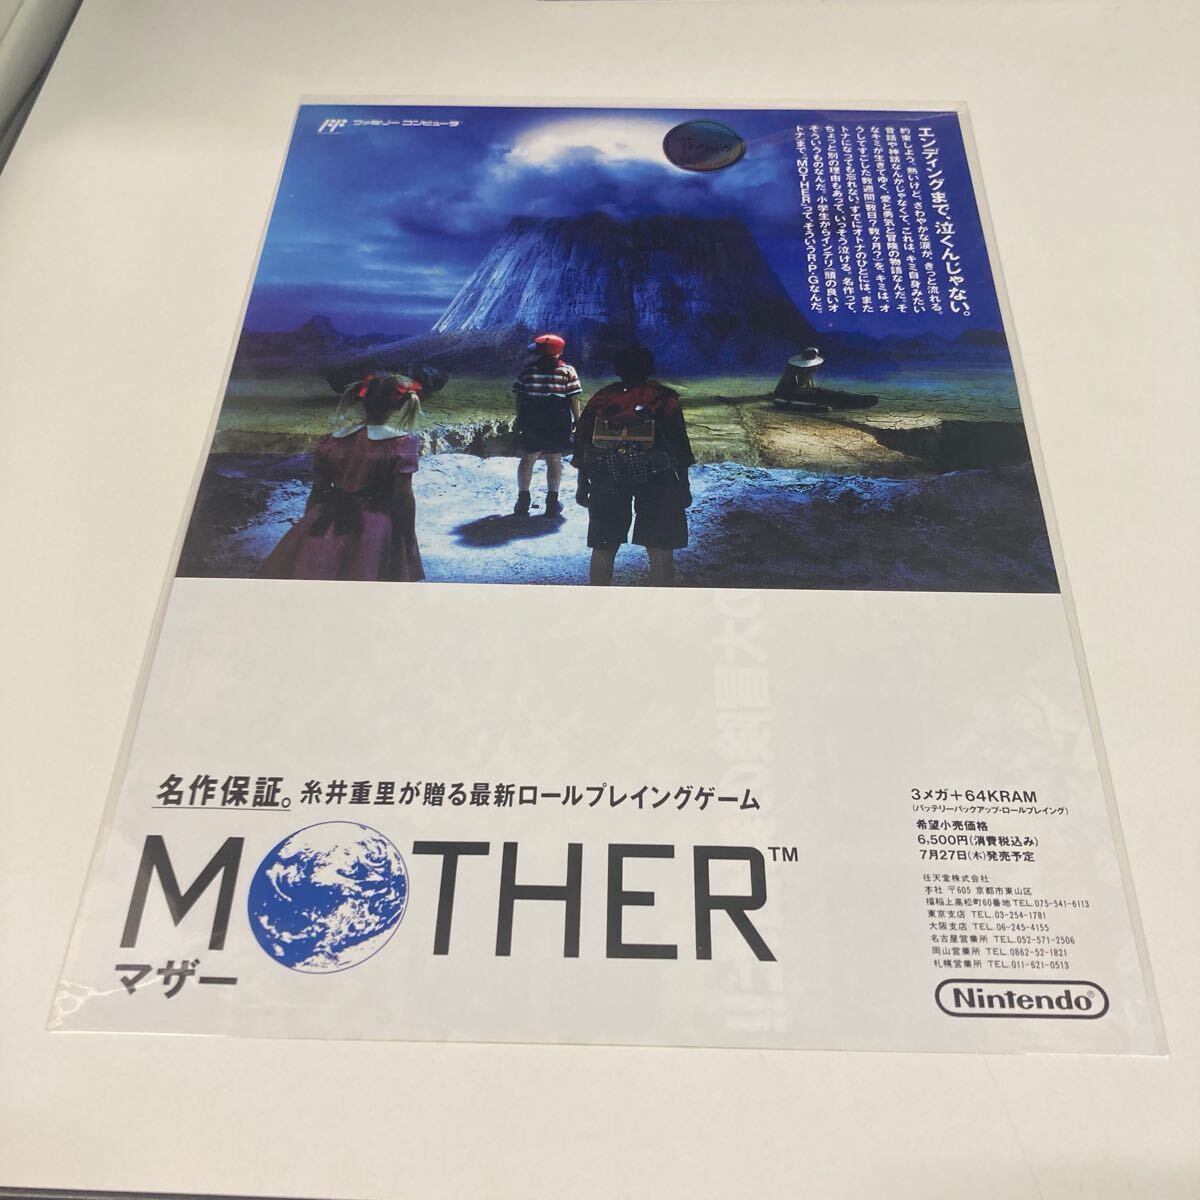 ファミリー コンピュータ
Thanks
エンディングまで、泣くんじゃない。
約束しよう。熱いけど、さわやかな涙が、きっと流れる。
昔話や神話なんかじゃなくて、これは、キミ自身みたい
なキミが生きてゆく、愛と勇気と冒険の物語なんだ。そ
うしてすごした数週間(数日?数ヶ月?)を、キミは、オ
トナになっても忘れない。すでにオトナのひとには、また
ちょっと別の理由もあって、いっそう泣ける。名作って、
そういうものなんだ。小学生からインテリ(頭の良いオ
トナ)まで。「MOTHER」って、そういうR・P・Gなんだ。
名作保証。糸井重里が贈る最新ロールプレイングゲーム
MOTHER™
マザー
3メガ+64KRAM
(バッテリーバックアップ・ロールプレイング)
希望小売価格
6,500円(消費税込み)
7月27日(木)発売予定
任天堂株式会社
本社 〒605 京都市東山区
福稲上高松町60番地 TEL.075-541-6113
東京支店 TEL.03-254-1781
大阪支店 TEL.06-245-4155
名古屋営業所 TEL.052-571-2506
岡山営業所 TEL.0862-52-1821
札幌営業所 TEL.011-621-0513
Nintendo®